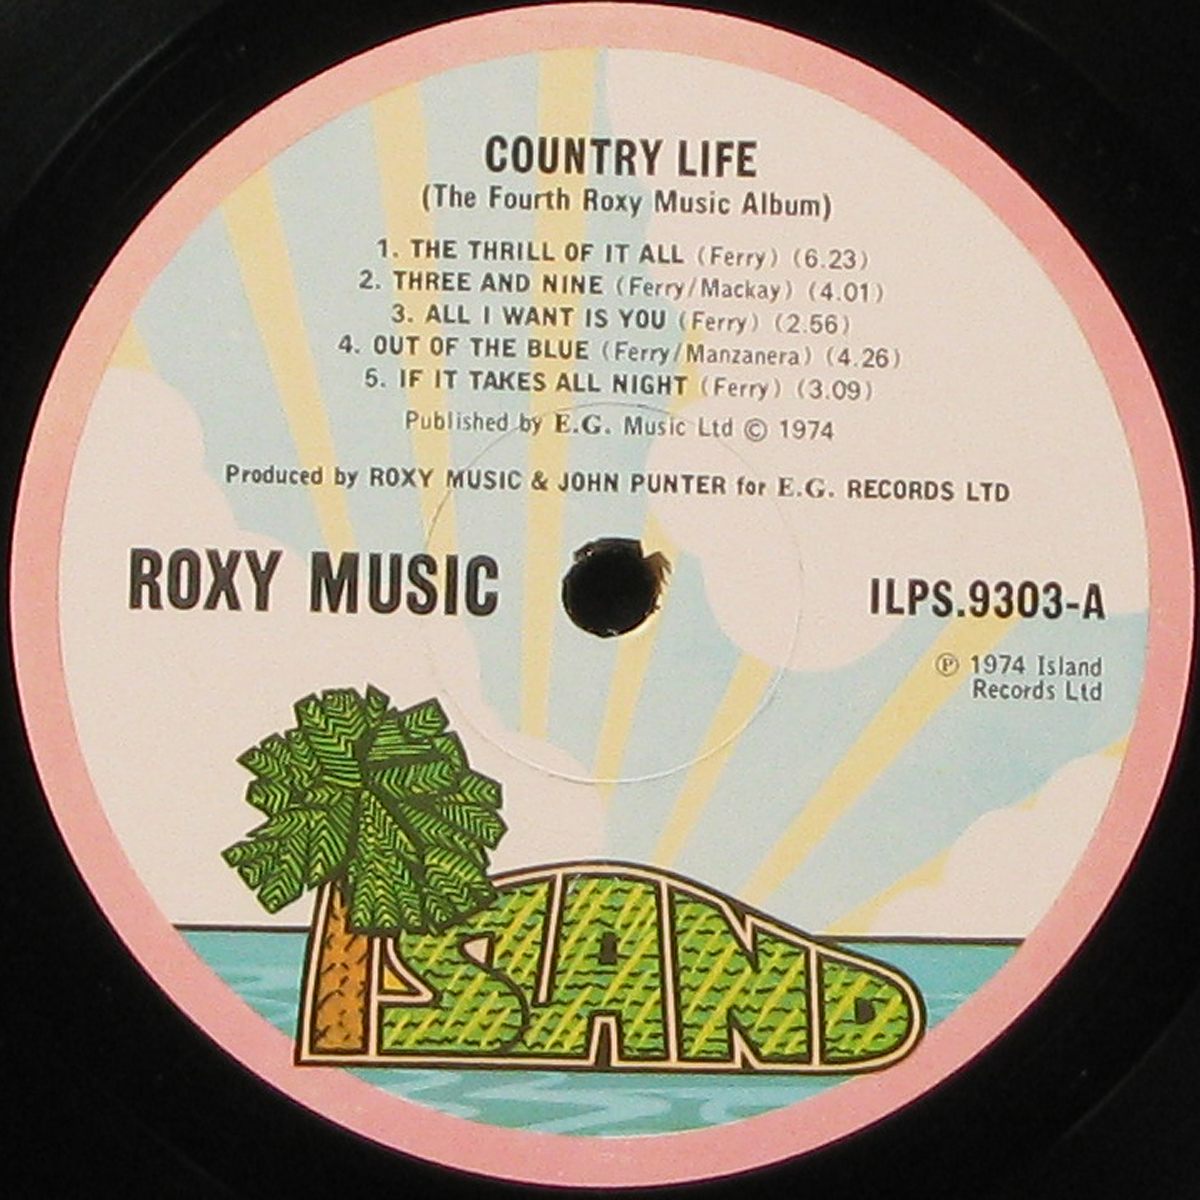 COUNTRY LIFE
(The Fourth Roxy Music Album)
1. THE THRILL OF IT ALL (Ferry) (6.23)
2. THREE AND NINE (Ferry/Mackay) (4.01)
3. ALL I WANT IS YOU (Ferry) (2.56)
4. OUT OF THE BLUE (Ferry/Manzanera) (4.26)
5. IF IT TAKES ALL NIGHT (Ferry) (3.09)
Published by E.G. Music Ltd © 1974
Produced by ROXY MUSIC & JOHN PUNTER for E.G. RECORDS LTD
ROXY MUSIC
ILPS.9303-A
℗ 1974 Island
Records Ltd
ISLAND